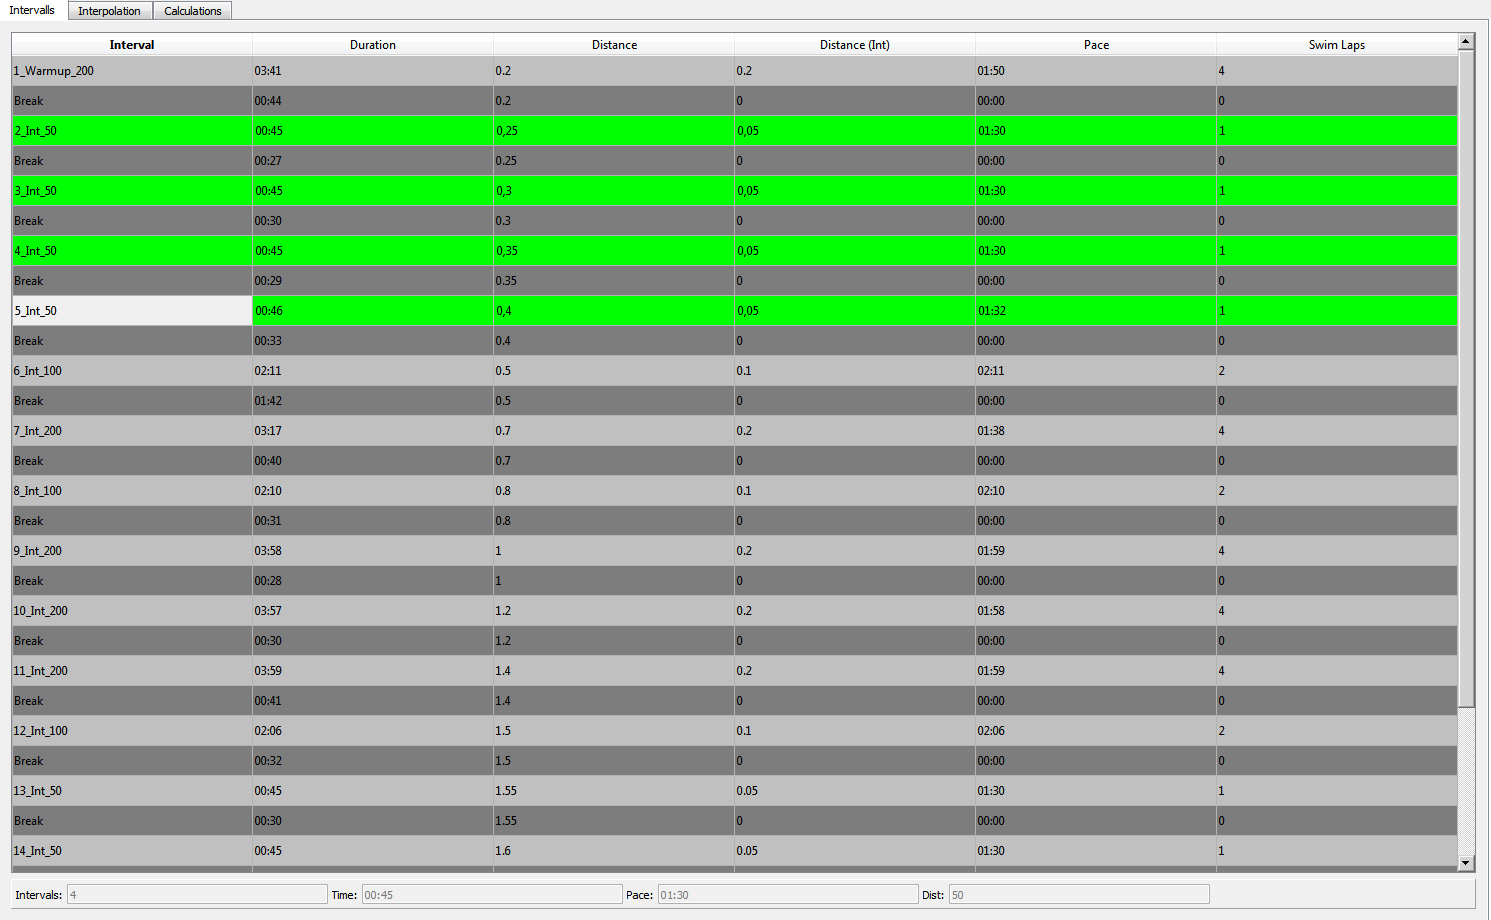 Intervalls Interpolation Calculations
Interval Duration Distance Distance (Int) Pace Swim Laps
1_Warmup_200 03:41 0.2 0.2 01:50 4
Break 00:44 0.2 0 00:00 0
2_Int_50 00:45 0,25 0,05 01:30 1
Break 00:27 0.25 0 00:00 0
3_Int_50 00:45 0,3 0,05 01:30 1
Break 00:30 0.3 0 00:00 0
4_Int_50 00:45 0,35 0,05 01:30 1
Break 00:29 0.35 0 00:00 0
5_Int_50 00:46 0,4 0,05 01:32 1
Break 00:33 0.4 0 00:00 0
6_Int_100 02:11 0.5 0.1 02:11 2
Break 01:42 0.5 0 00:00 0
7_Int_200 03:17 0.7 0.2 01:38 4
Break 00:40 0.7 0 00:00 0
8_Int_100 02:10 0.8 0.1 02:10 2
Break 00:31 0.8 0 00:00 0
9_Int_200 03:58 1 0.2 01:59 4
Break 00:28 1 0 00:00 0
10_Int_200 03:57 1.2 0.2 01:58 4
Break 00:30 1.2 0 00:00 0
11_Int_200 03:59 1.4 0.2 01:59 4
Break 00:41 1.4 0 00:00 0
12_Int_100 02:06 1.5 0.1 02:06 2
Break 00:32 1.5 0 00:00 0
13_Int_50 00:45 1.55 0.05 01:30 1
Break 00:30 1.55 0 00:00 0
14_Int_50 00:45 1.6 0.05 01:30 1
Intervals: 4 Time: 00:45 Pace: 01:30 Dist: 50